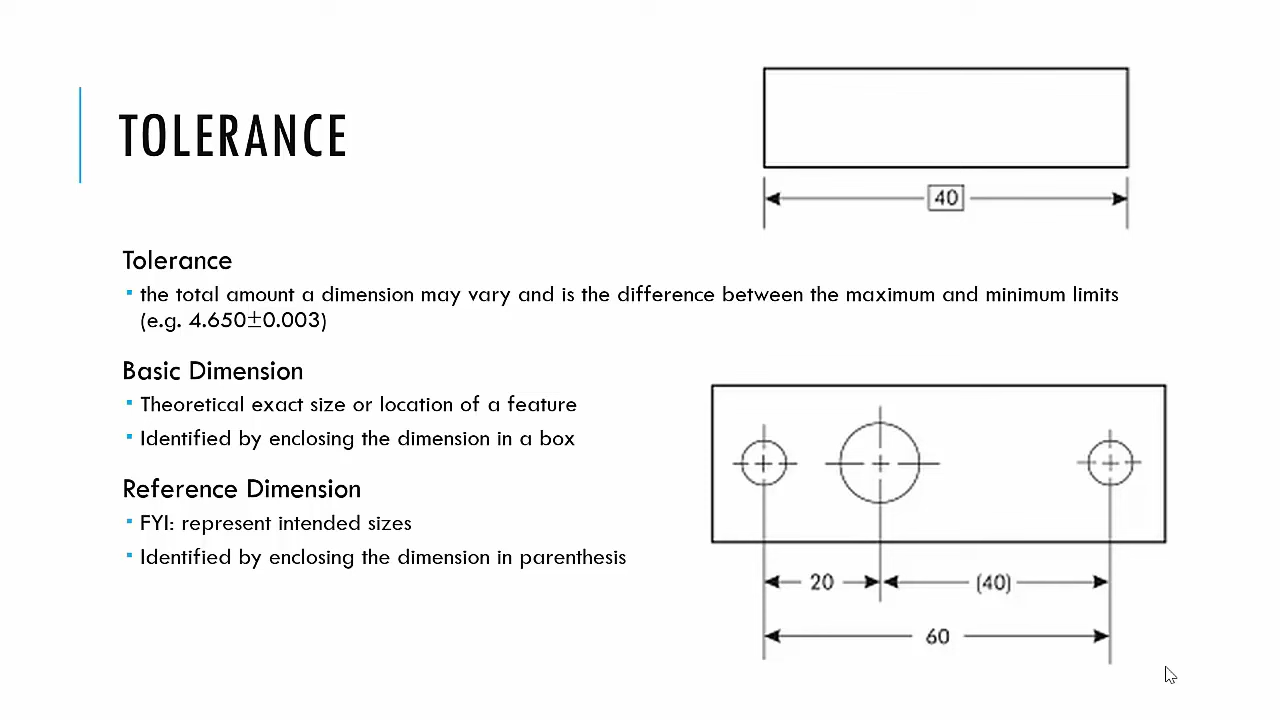 TOLERANCE
40
Tolerance
the total amount a dimension may vary and is the difference between the maximum and minimum limits
(e.g. 4.650±0.003)
Basic Dimension
Theoretical exact size or location of a feature
Identified by enclosing the dimension in a box
Reference Dimension
FYI: represent intended sizes
Identified by enclosing the dimension in parenthesis
20 (40)
60